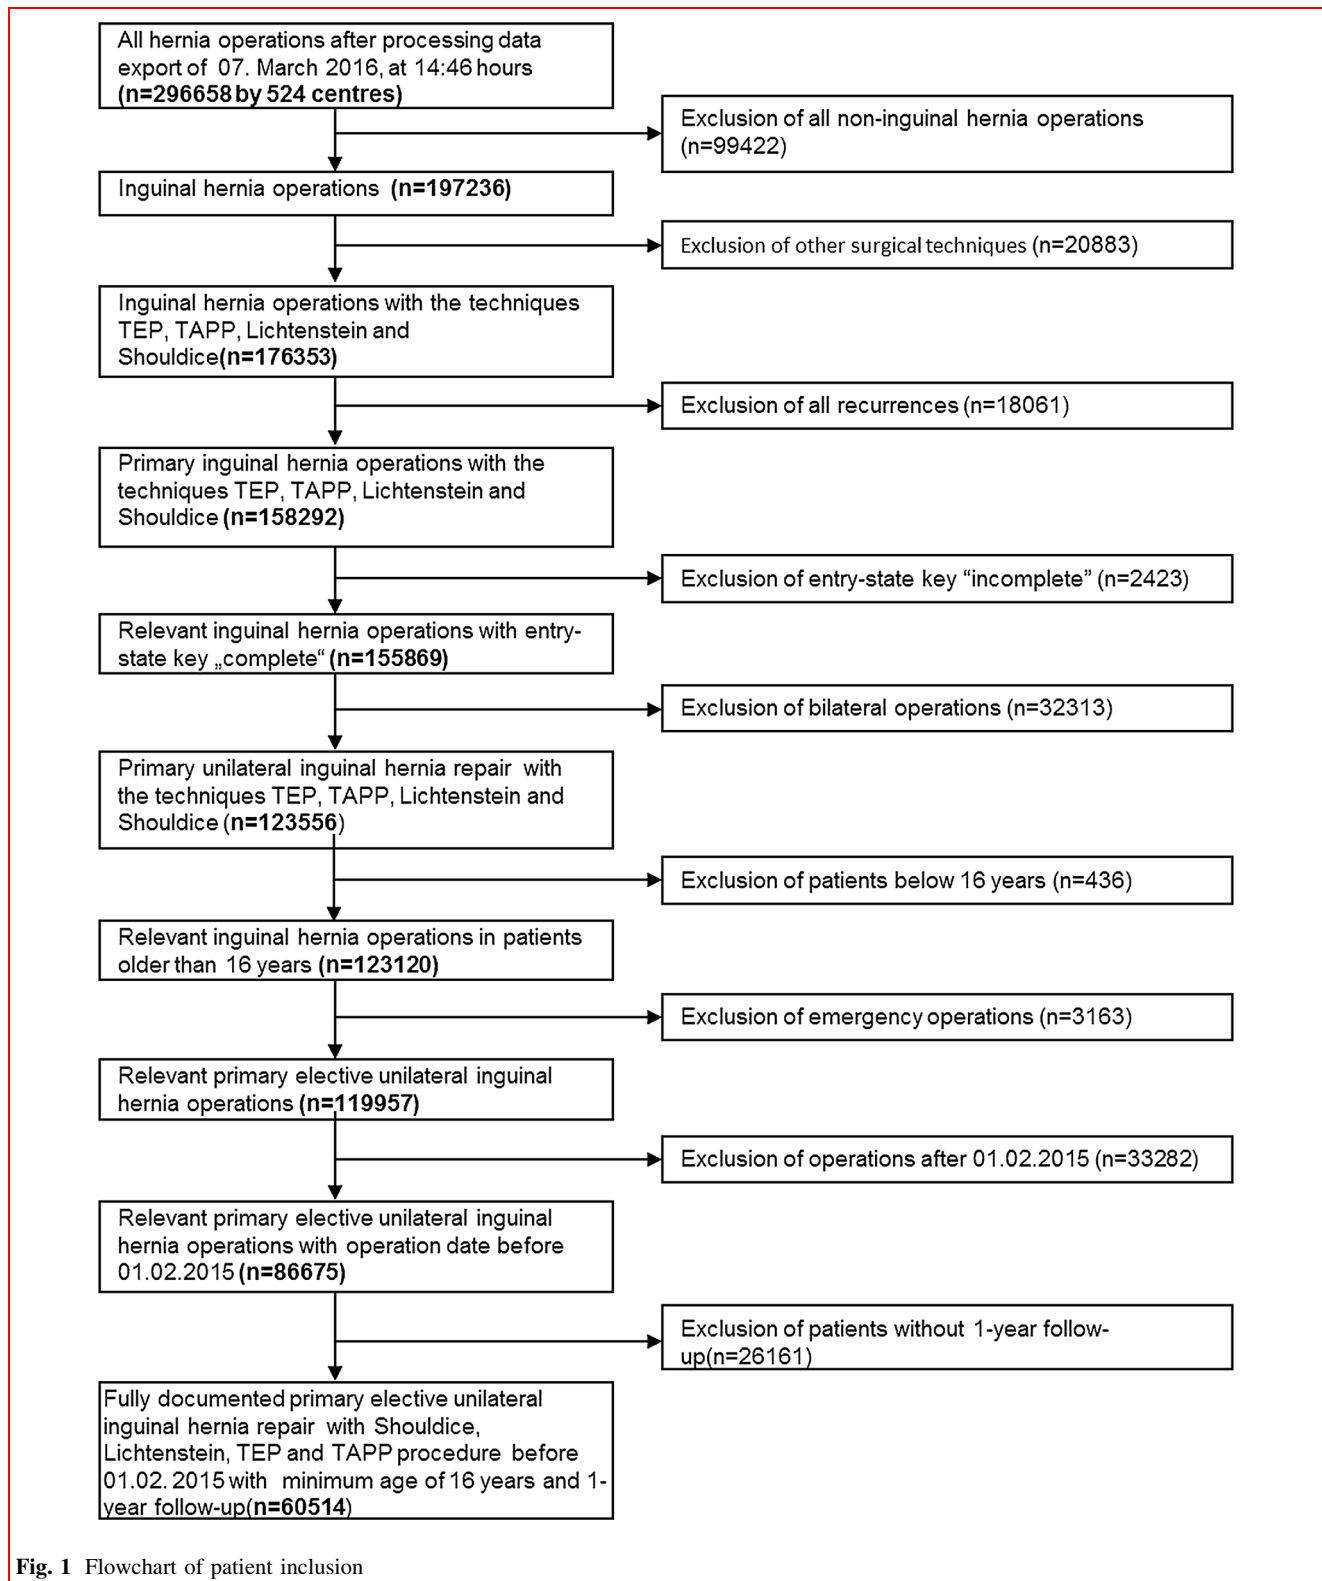 All hernia operations after processing data
export of 07. March 2016, at 14:46 hours
(n=296658 by 524 centres)
Exclusion of all non-inguinal hernia operations
(n=99422)
Inguinal hernia operations (n=197236)
Exclusion of other surgical techniques (n=20883)
Inguinal hernia operations with the techniques
TEP, TAPP, Lichtenstein and
Shouldice(n=176353)
Exclusion of all recurrences (n=18061)
Primary inguinal hernia operations with the
techniques TEP, TAPP, Lichtenstein and
Shouldice (n=158292)
Exclusion of entry-state key “incomplete” (n=2423)
Relevant inguinal hernia operations with entry-
state key „complete“ (n=155869)
Exclusion of bilateral operations (n=32313)
Primary unilateral inguinal hernia repair with
the techniques TEP, TAPP, Lichtenstein and
Shouldice (n=123556)
Exclusion of patients below 16 years (n=436)
Relevant inguinal hernia operations in patients
older than 16 years (n=123120)
Exclusion of emergency operations (n=3163)
Relevant primary elective unilateral inguinal
hernia operations (n=119957)
Exclusion of operations after 01.02.2015 (n=33282)
Relevant primary elective unilateral inguinal
hernia operations with operation date before
01.02.2015 (n=86675)
Exclusion of patients without 1-year follow-
up(n=26161)
Fully documented primary elective unilateral
inguinal hernia repair with Shouldice,
Lichtenstein, TEP and TAPP procedure before
01.02. 2015 with minimum age of 16 years and 1-
year follow-up(n=60514)
Fig. 1 Flowchart of patient inclusion